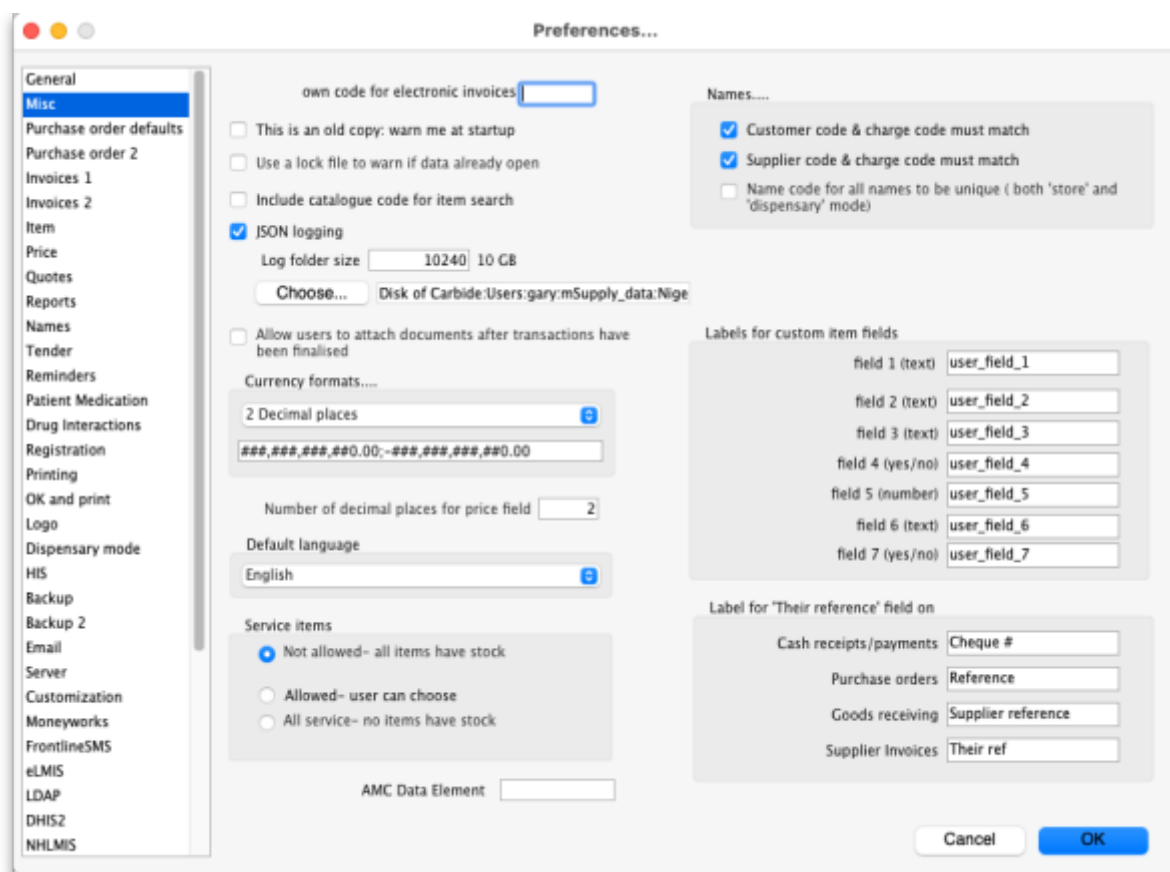 Preferences...
General
Misc
Purchase order defaults
Purchase order 2
Invoices 1
Invoices 2
Item
Price
Quotes
Reports
Names
Tender
Reminders
Patient Medication
Drug Interactions
Registration
Printing
OK and print
Logo
Dispensary mode
HIS
Backup
Backup 2
Email
Server
Customization
Moneyworks
FrontlineSMS
eLMIS
LDAP
DHIS2
NHLMIS
own code for electronic invoices
This is an old copy: warn me at startup
Use a lock file to warn if data already open
Include catalogue code for item search
JSON logging
Log folder size 10240 10 GB
Choose... Disk of Carbide:Users:gary:mSupply_data:Nige
Allow users to attach documents after transactions have
been finalised
Currency formats....
2 Decimal places
###,###,###,##0.00;-###,###,###,##0.00
Number of decimal places for price field 2
Default language
English
Service items
Not allowed- all items have stock
Allowed- user can choose
All service- no items have stock
AMC Data Element
Names....
Customer code & charge code must match
Supplier code & charge code must match
Name code for all names to be unique ( both 'store' and
'dispensary' mode)
Labels for custom item fields
field 1 (text) user_field_1
field 2 (text) user_field_2
field 3 (text) user_field_3
field 4 (yes/no) user_field_4
field 5 (number) user_field_5
field 6 (text) user_field_6
field 7 (yes/no) user_field_7
Label for 'Their reference' field on
Cash receipts/payments Cheque #
Purchase orders Reference
Goods receiving Supplier reference
Supplier Invoices Their ref
Cancel OK